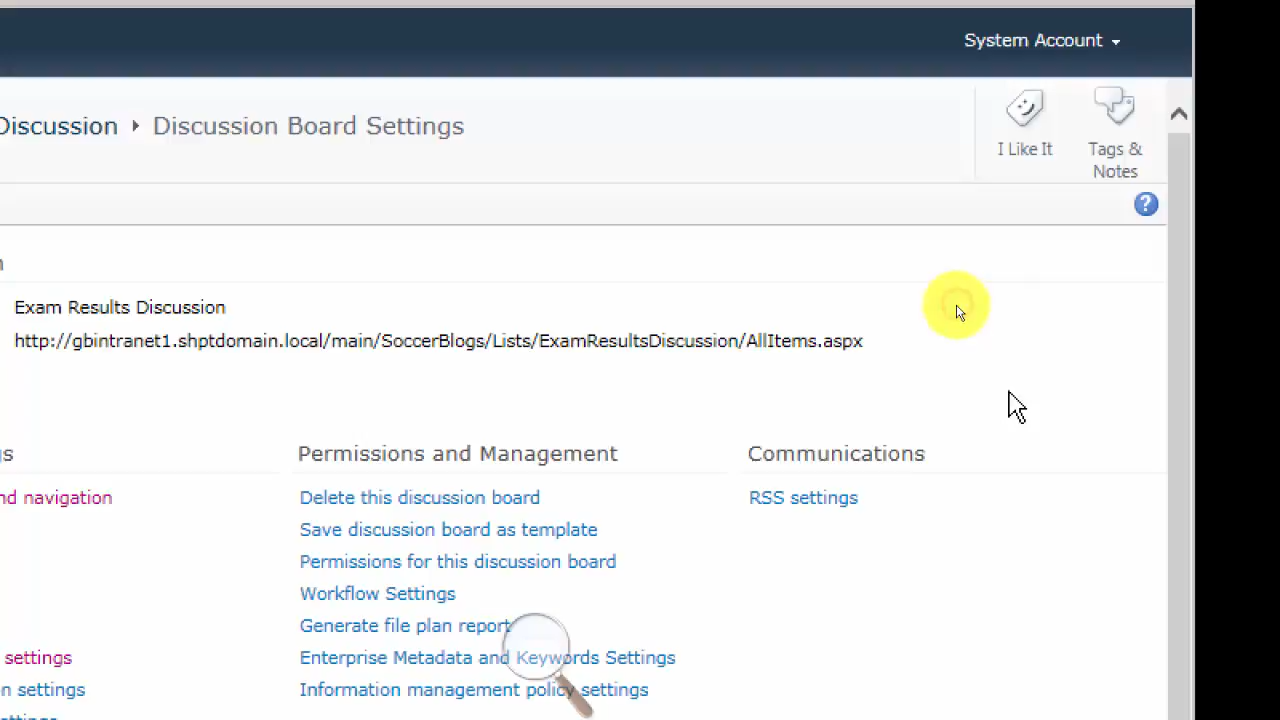 System Account
Discussion Discussion Board Settings
I Like It
Tags &
Notes
Exam Results Discussion
http://gbintranet1.shptdomain.local/main/SoccerBlogs/Lists/ExamResultsDiscussion/AllItems.aspx
Permissions and Management
Communications
navigation
Delete this discussion board
RSS settings
Save discussion board as template
Permissions for this discussion board
Workflow Settings
Generate file plan report
settings
Enterprise Metadata and Keywords Settings
settings
Information management policy settings